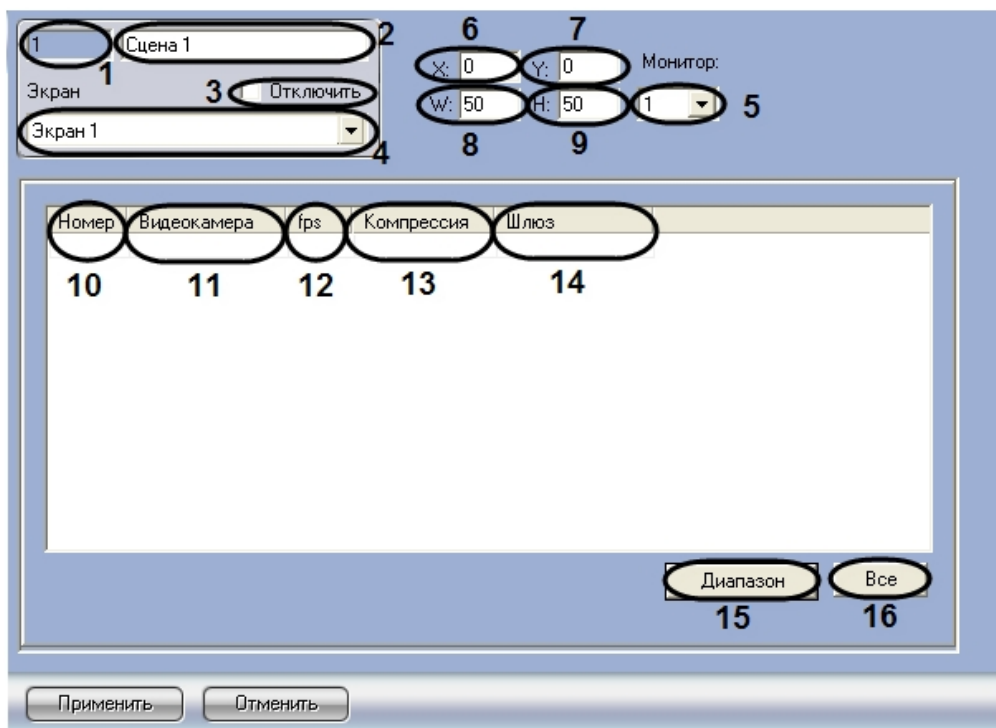 1 Сцена 1 2 6 7
1 X: 0 Y: 0 Монитор:
Экран 3 Отключить W: 50 H: 50 1 5
Экран 1 4 8 9
Номер Видеокамера fps Компрессия Шлюз
10 11 12 13 14
Диапазон Все
15 16
Применить Отменить